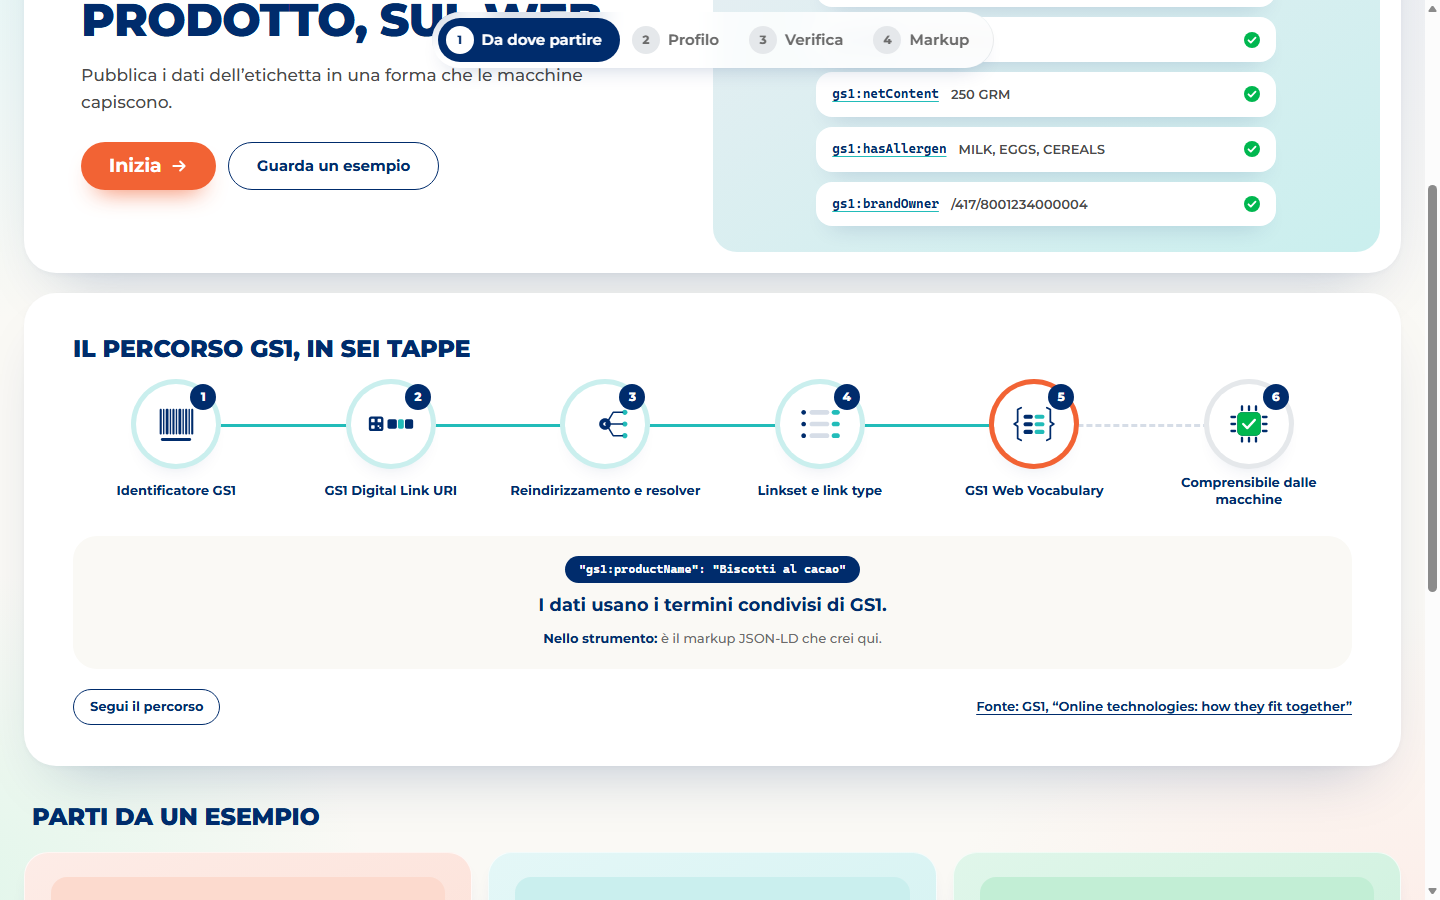 PRODOTTO, SUL WEB
1 Da dove partire
2 Profilo
3 Verifica
4 Markup
Pubblica i dati dell’etichetta in una forma che le macchine
capiscono.
Inizia →
Guarda un esempio
gs1:netContent 250 GRM
gs1:hasAllergen MILK, EGGS, CEREALS
gs1:brandOwner /417/8001234000004
IL PERCORSO GS1, IN SEI TAPPE
1
2
3
4
5
6
Identificatore GS1
GS1 Digital Link URI
Reindirizzamento e resolver
Linkset e link type
GS1 Web Vocabulary
Comprensibile dalle
macchine
"gs1:productName": "Biscotti al cacao"
I dati usano i termini condivisi di GS1.
Nello strumento: è il markup JSON-LD che crei qui.
Segui il percorso
Fonte: GS1, “Online technologies: how they fit together”
PARTI DA UN ESEMPIO